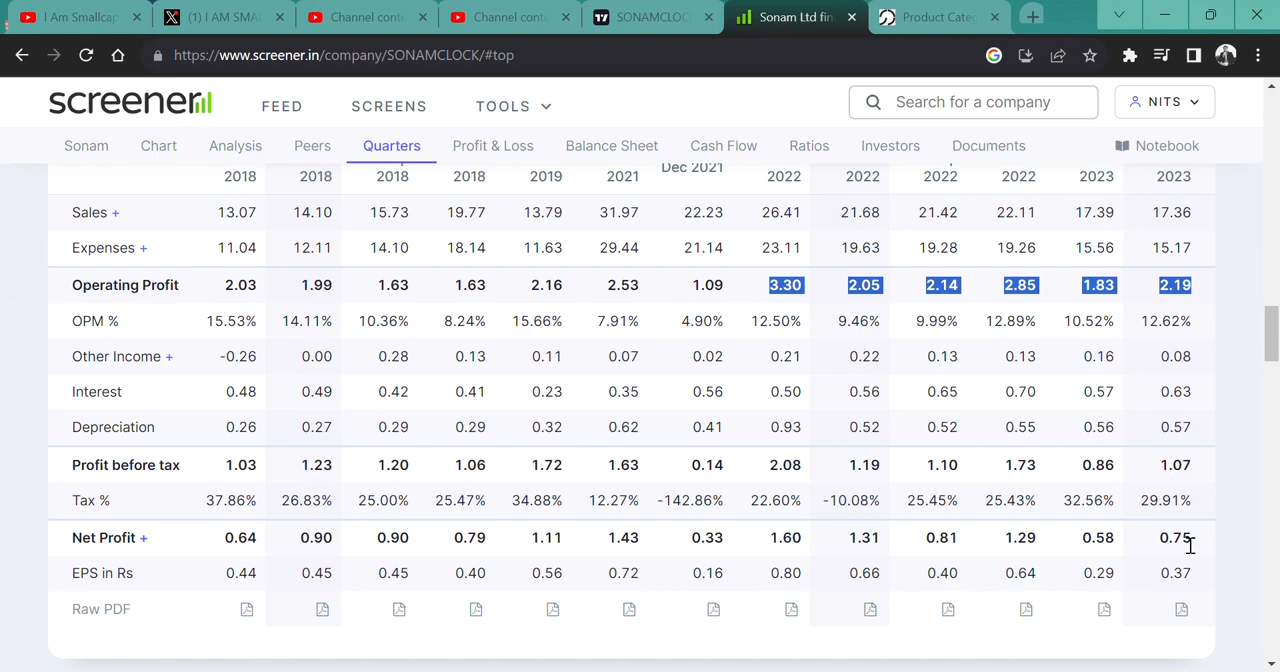 I Am Smallcap
(1) I AM SMAL
Channel conte
Channel conte
SONAMCLOC
Sonam Ltd fin
Product Categ
https://www.screener.in/company/SONAMCLOCK/#top
screener
FEED
SCREENS
TOOLS
Search for a company
NITS
Sonam Chart Analysis Peers Quarters Profit & Loss Balance Sheet Cash Flow Ratios Investors Documents Notebook
2018 2018 2018 2018 2019 2021 Dec 2021 2022 2022 2022 2022 2023 2023
Sales + 13.07 14.10 15.73 19.77 13.79 31.97 22.23 26.41 21.68 21.42 22.11 17.39 17.36
Expenses + 11.04 12.11 14.10 18.14 11.63 29.44 21.14 23.11 19.63 19.28 19.26 15.56 15.17
Operating Profit 2.03 1.99 1.63 1.63 2.16 2.53 1.09 3.30 2.05 2.14 2.85 1.83 2.19
OPM % 15.53% 14.11% 10.36% 8.24% 15.66% 7.91% 4.90% 12.50% 9.46% 9.99% 12.89% 10.52% 12.62%
Other Income + -0.26 0.00 0.28 0.13 0.11 0.07 0.02 0.21 0.22 0.13 0.13 0.16 0.08
Interest 0.48 0.49 0.42 0.41 0.23 0.35 0.56 0.50 0.56 0.65 0.70 0.57 0.63
Depreciation 0.26 0.27 0.29 0.29 0.32 0.62 0.41 0.93 0.52 0.52 0.55 0.56 0.57
Profit before tax 1.03 1.23 1.20 1.06 1.72 1.63 0.14 2.08 1.19 1.10 1.73 0.86 1.07
Tax % 37.86% 26.83% 25.00% 25.47% 34.88% 12.27% -142.86% 22.60% -10.08% 25.45% 25.43% 32.56% 29.91%
Net Profit + 0.64 0.90 0.90 0.79 1.11 1.43 0.33 1.60 1.31 0.81 1.29 0.58 0.75
EPS in Rs 0.44 0.45 0.45 0.40 0.56 0.72 0.16 0.80 0.66 0.40 0.64 0.29 0.37
Raw PDF